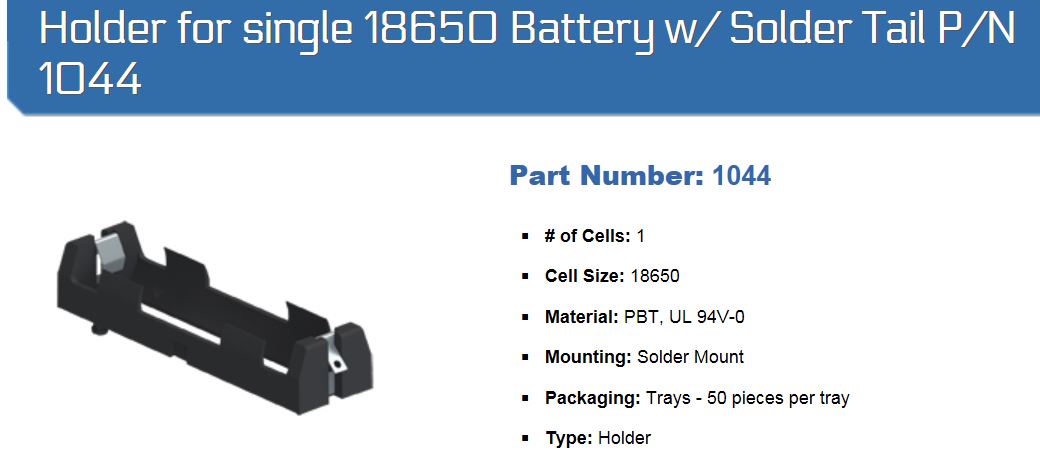 Holder for single 18650 Battery w/ Solder Tail P/N
1044
Part Number: 1044
▪ # of Cells: 1
▪ Cell Size: 18650
▪ Material: PBT, UL 94V-0
▪ Mounting: Solder Mount
▪ Packaging: Trays - 50 pieces per tray
▪ Type: Holder